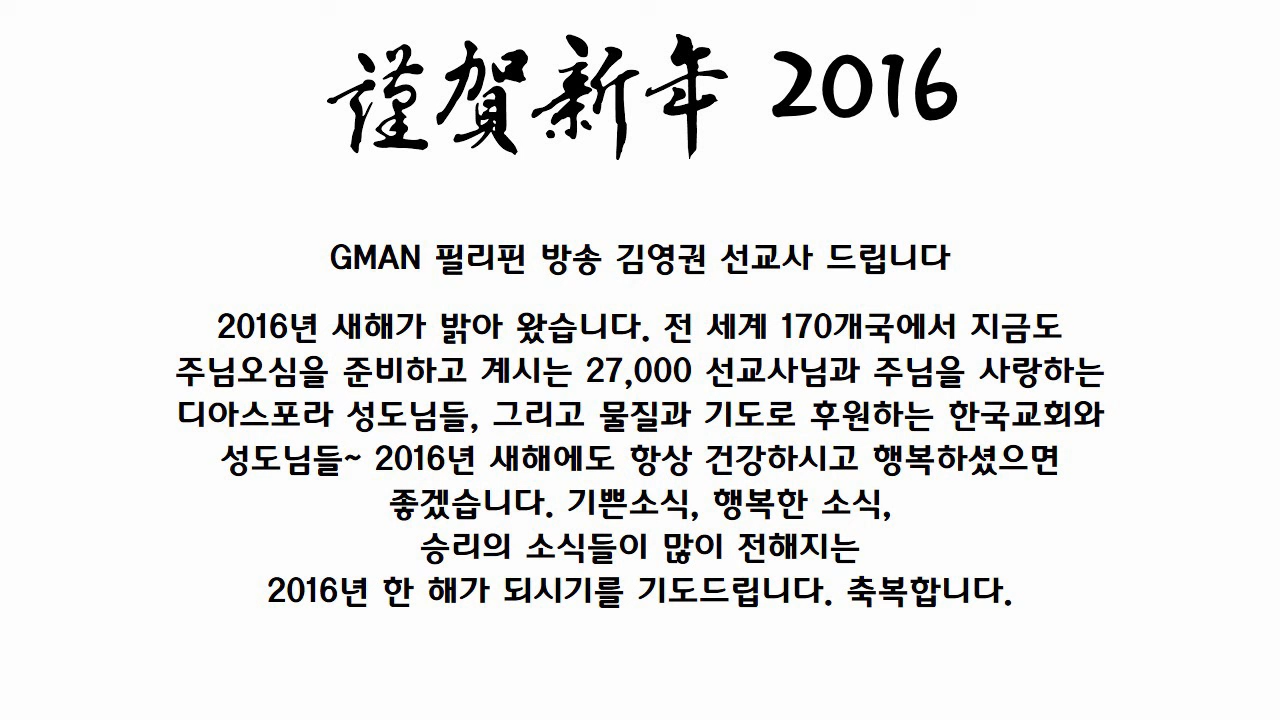 謹賀新年 2016
GMAN 필리핀 방송 김영권 선교사 드립니다
2016년 새해가 밝아 왔습니다. 전 세계 170개국에서 지금도
주님오심을 준비하고 계시는 27,000 선교사님과 주님을 사랑하는
디아스포라 성도님들, 그리고 물질과 기도로 후원하는 한국교회와
성도님들~ 2016년 새해에도 항상 건강하시고 행복하셨으면
좋겠습니다. 기쁜소식, 행복한 소식,
승리의 소식들이 많이 전해지는
2016년 한 해가 되시기를 기도드립니다. 축복합니다.